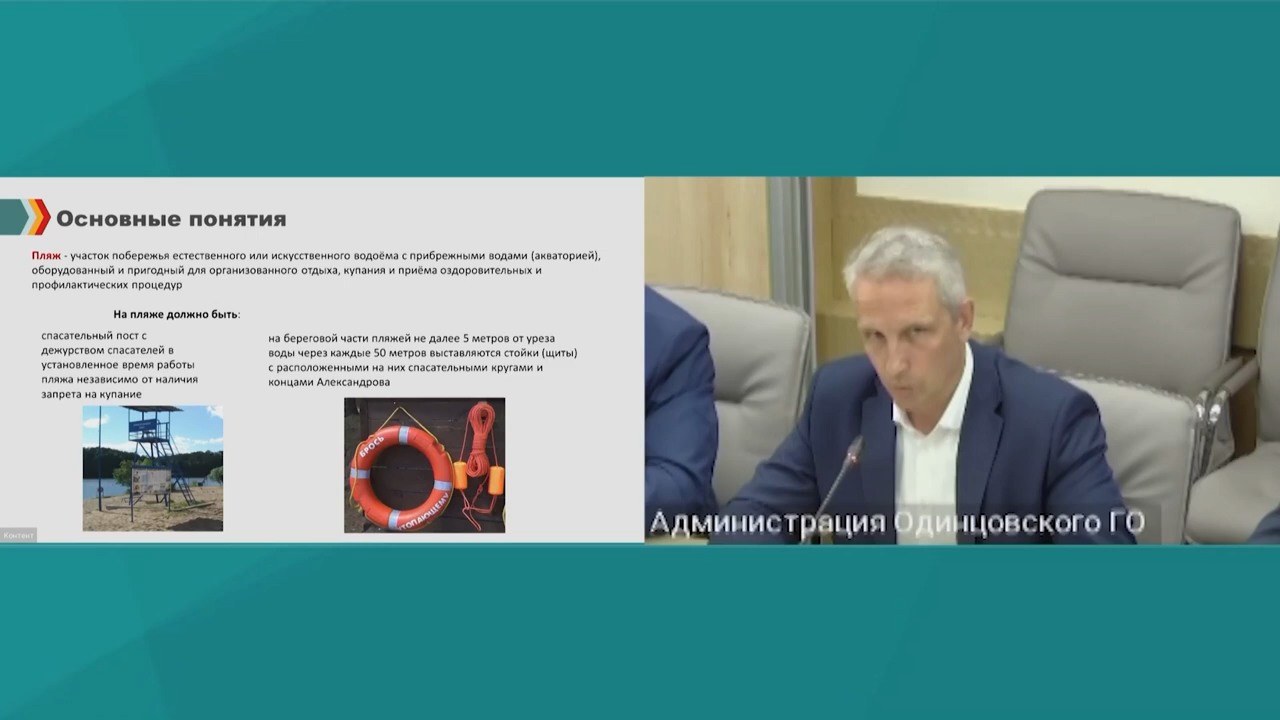 Основные понятия
Пляж - участок побережья естественного или искусственного водоёма с прибрежными водами (акваторией),
оборудованный и пригодный для организованного отдыха, купания и приёма оздоровительных и
профилактических процедур
На пляже должно быть:
спасательный пост с
дежурством спасателей в
установленное время работы
пляжа независимо от наличия
запрета на купание
на береговой части пляжей не далее 5 метров от уреза
воды через каждые 50 метров выставляются стойки (щиты)
с расположенными на них спасательными кругами и
концами Александрова
БРОСЬ
УТОПАЮЩЕМУ
Контент
Администрация Одинцовского ГО